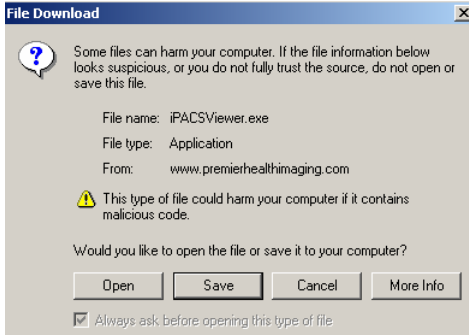 File Download
Some files can harm your computer. If the file information below
looks suspicious, or you do not fully trust the source, do not open or
save this file.
File name: iPACSViewer.exe
File type: Application
From: www.premierhealthimaging.com
This type of file could harm your computer if it contains
malicious code.
Would you like to open the file or save it to your computer?
Open Save Cancel More Info
Always ask before opening this type of file